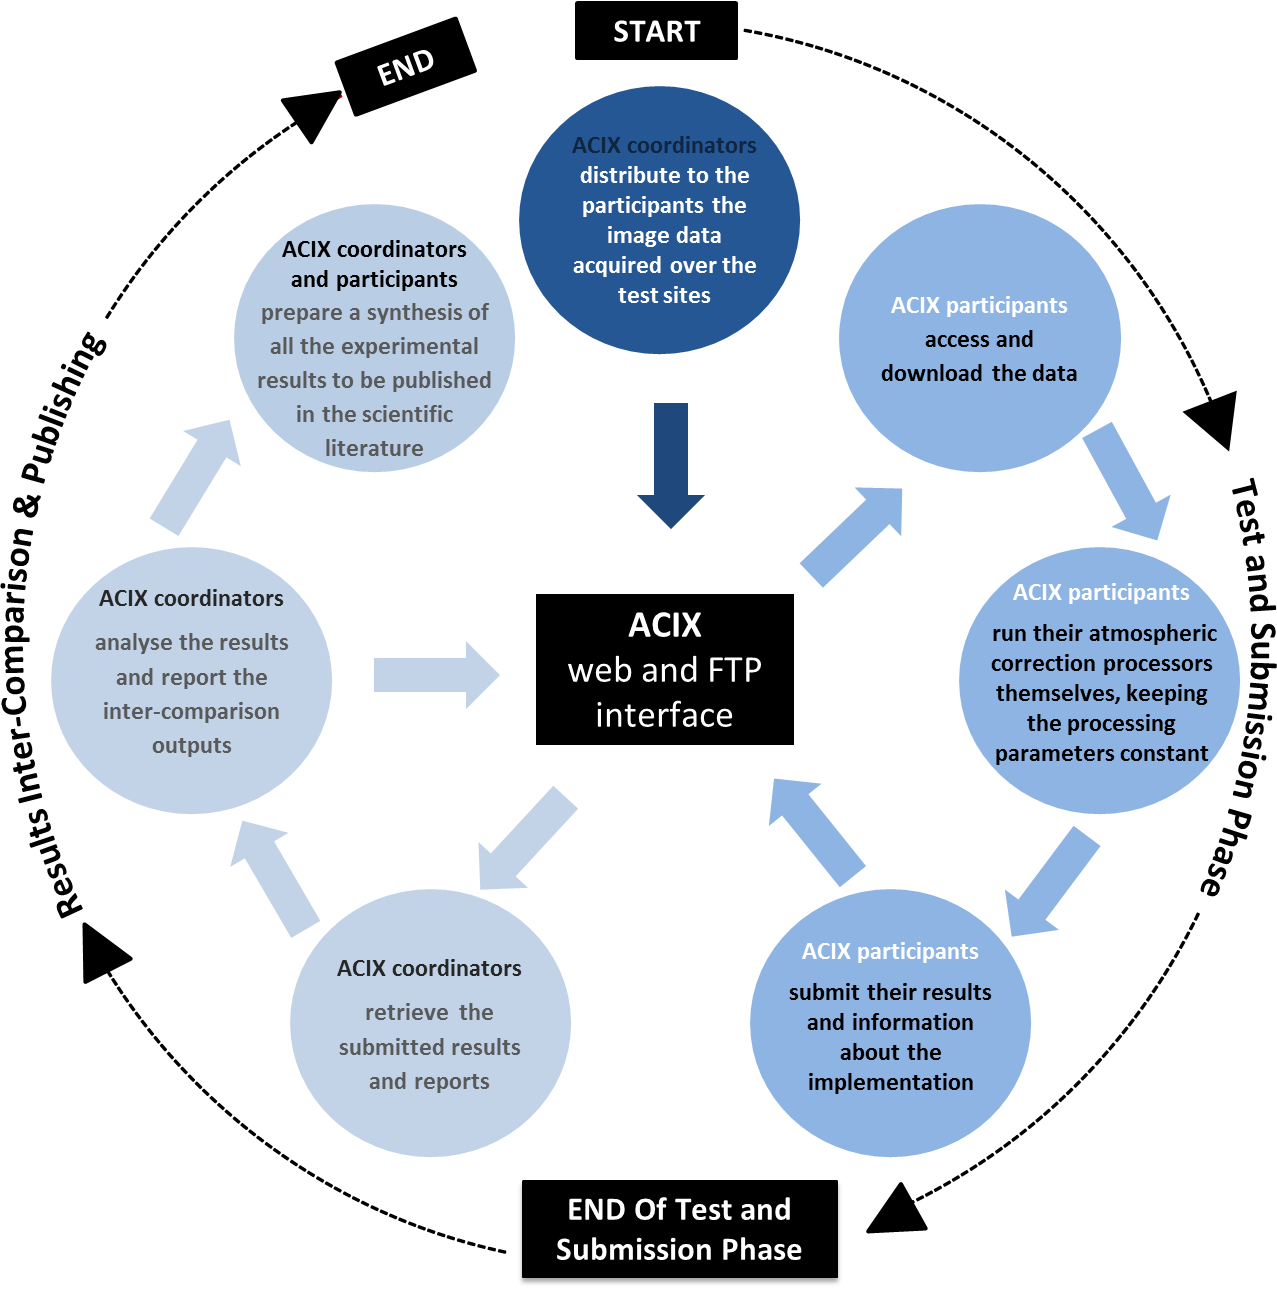 START
END
ACIX coordinators
distribute to the
participants the
image data
acquired over the
test sites
ACIX participants
access and
download the data
ACIX participants
run their atmospheric
correction processors
themselves, keeping
the processing
parameters constant
ACIX participants
submit their results
and information
about the
implementation
Test and Submission Phase
END Of Test and
Submission Phase
ACIX
web and FTP
interface
ACIX coordinators
retrieve the
submitted results
and reports
ACIX coordinators
analyse the results
and report the
inter-comparison
outputs
ACIX coordinators
and participants
prepare a synthesis of
all the experimental
results to be published
in the scientific
literature
Results Inter-Comparison & Publishing